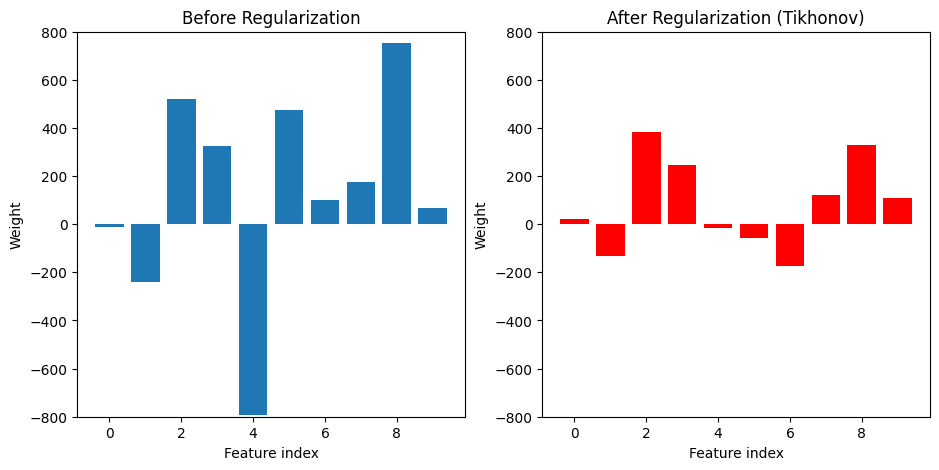 Before Regularization
800
600
400
200
0
−200
−400
−600
−800
Weight
0 2 4 6 8
Feature index
After Regularization (Tikhonov)
800
600
400
200
0
−200
−400
−600
−800
Weight
0 2 4 6 8
Feature index